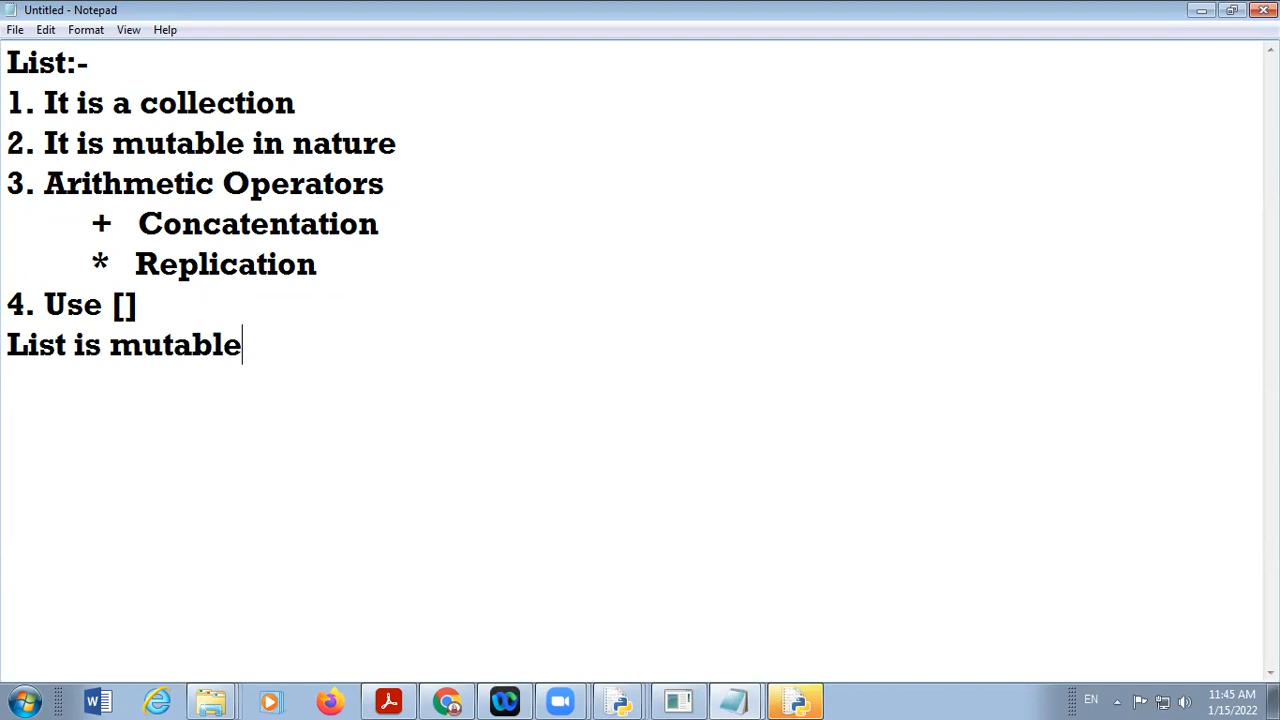 Untitled - Notepad
File Edit Format View Help
List:-
1. It is a collection
2. It is mutable in nature
3. Arithmetic Operators
+ Concatentation
* Replication
4. Use []
List is mutable
EN
11:45 AM
1/15/2022